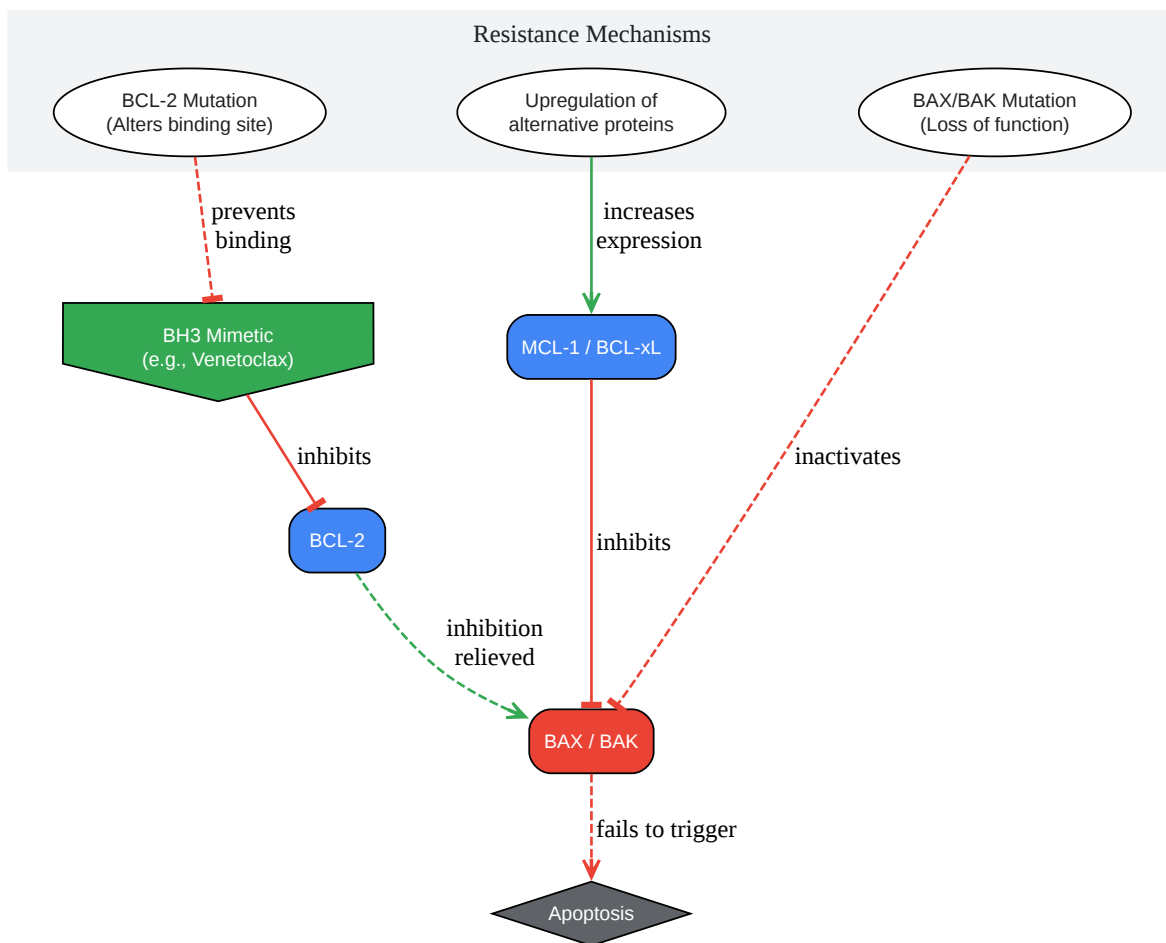 Resistance Mechanisms
BCL-2 Mutation
(Alters binding site)
Upregulation of
alternative proteins
BAX/BAK Mutation
(Loss of function)
prevents
binding
increases
expression
BH3 Mimetic
(e.g., Venetoclax)
MCL-1 / BCL-xL
inhibits
inactivates
BCL-2
inhibits
inhibition
relieved
BAX / BAK
fails to trigger
Apoptosis